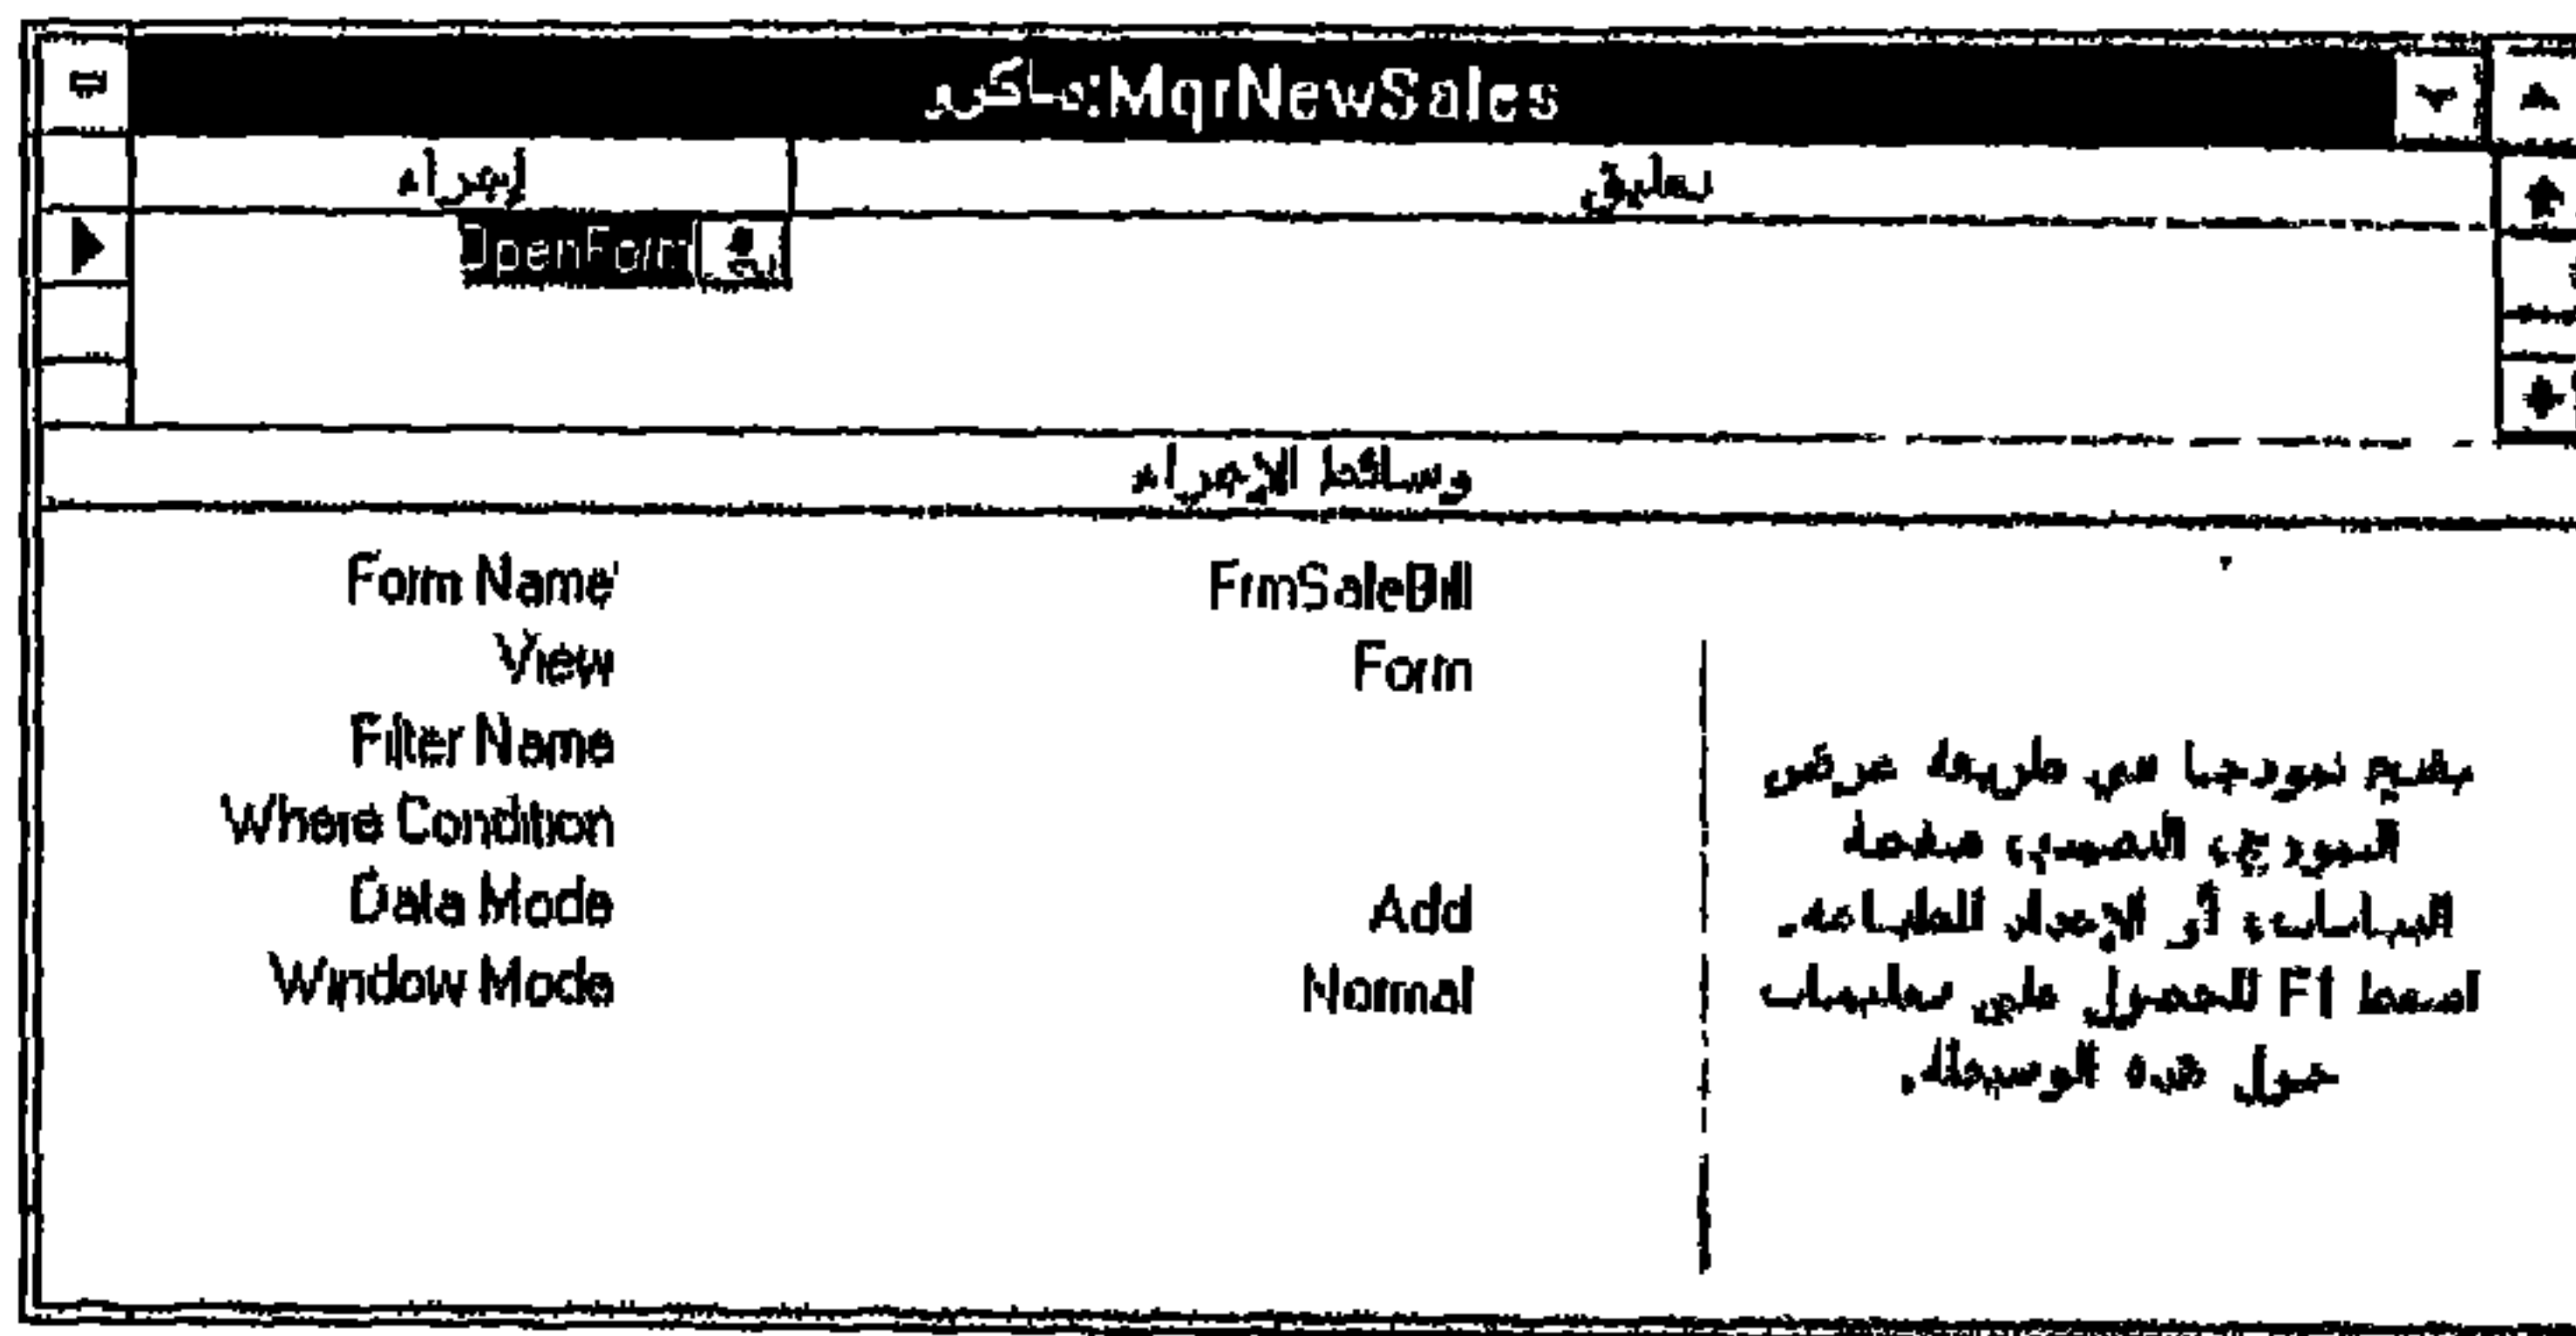 ماكرو:MqrNewSales
إجراء تعليق
OpenForm
وسائط الإجراء
Form Name FrmSaleBill
View Form
Filter Name
Where Condition
Data Mode Add
Window Mode Normal
يفتح نموذجا في طريقة عرض
النموذج، التصميم، صفحة
البيانات، أو الإعداد للطباعة.
اضغط F1 للحصول على تعليمات
حول هذه الوسيطة.